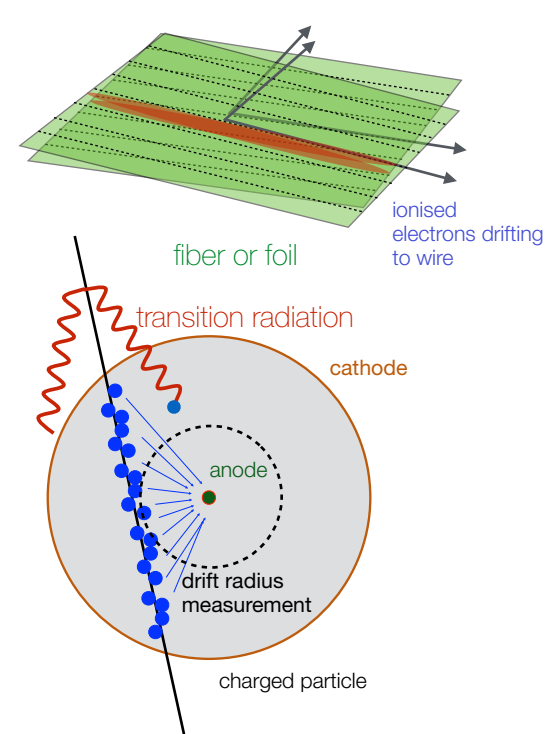 ionised
electrons drifting
to wire
fiber or foil
transition radiation
cathode
anode
drift radius
measurement
charged particle